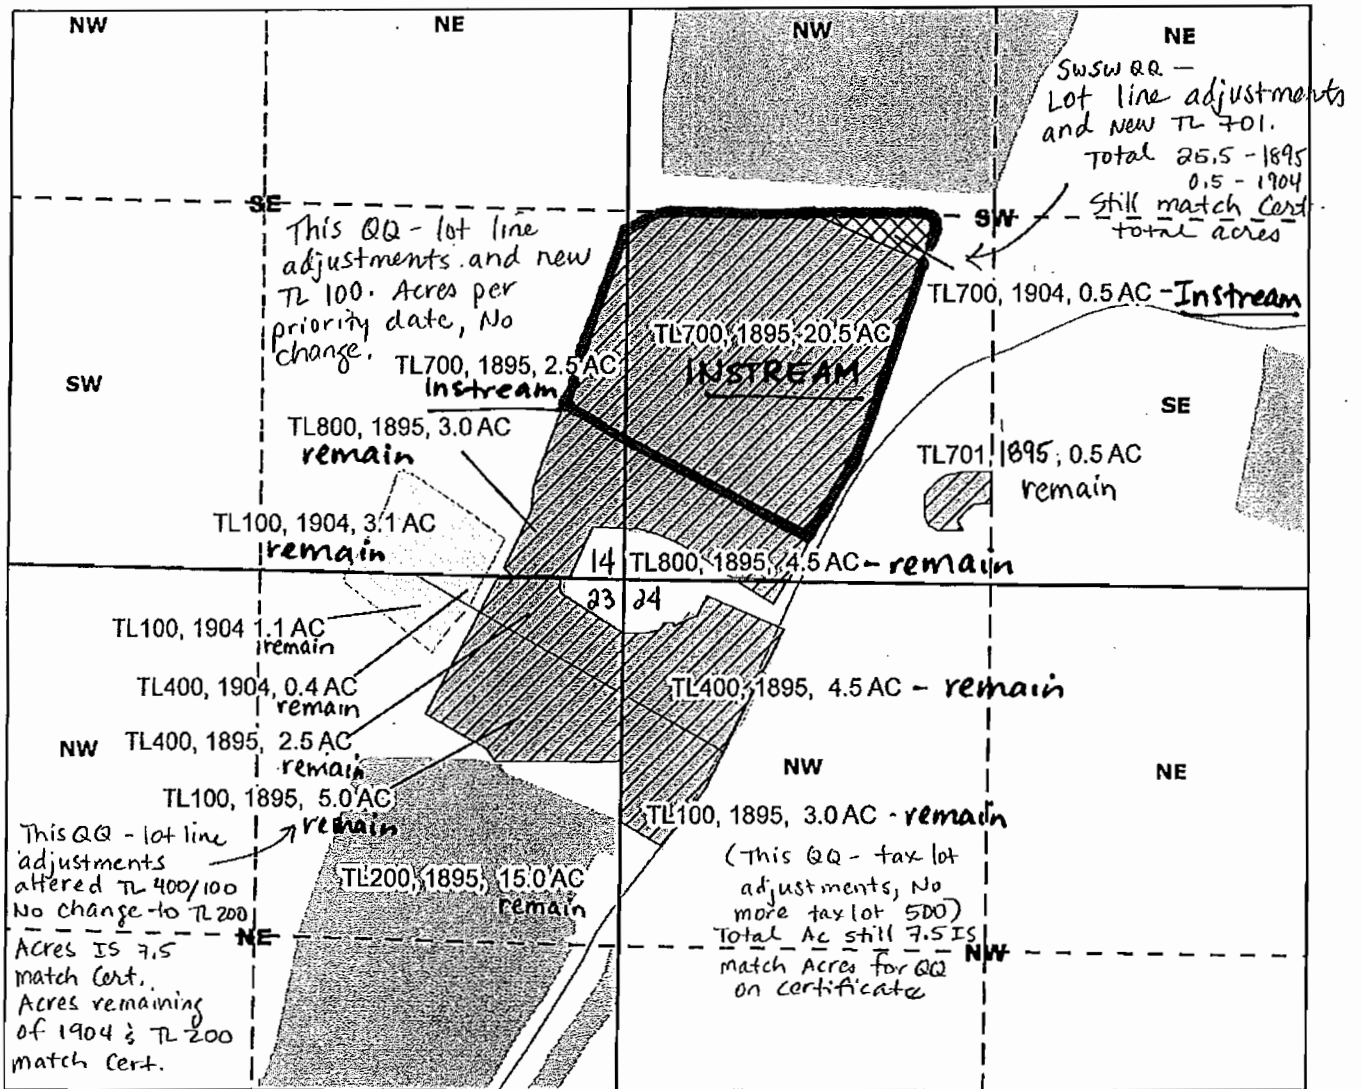 NW
NE
NW
NE
SWSW QQ –
Lot line adjustments
and New TL 701.
Total 25.5 - 1895
0.5 - 1904
Still match Cert
total acres
SE
SW
This QQ - lot line
adjustments and new
TL 100. Acres per
priority date, No
change.
TL700, 1904, 0.5 AC - Instream
TL700, 1895, 20.5 AC
INSTREAM
TL700, 1895, 2.5 AC
Instream
SW
SE
TL800, 1895, 3.0 AC
remain
TL701, 1895, 0.5 AC
remain
TL100, 1904, 3.1 AC
remain
14
TL800, 1895, 4.5 AC - remain
23
24
TL100, 1904 1.1 AC
remain
TL400, 1904, 0.4 AC
remain
TL400, 1895, 4.5 AC - remain
NW
TL400, 1895, 2.5 AC
remain
NW
NE
TL100, 1895, 5.0 AC
remain
TL100, 1895, 3.0 AC - remain
This QQ - lot line
adjustments
altered TL 400/100
No change to TL200
Acres IS 7.5
match Cert.
Acres remaining
of 1904 & TL 200
match Cert.
TL200, 1895, 15.0 AC
remain
(This QQ - tax lot
adjustments, No
more tax lot 500)
Total Ac still 7.5 IS
match Acres for QQ
on certificate
NE
NW